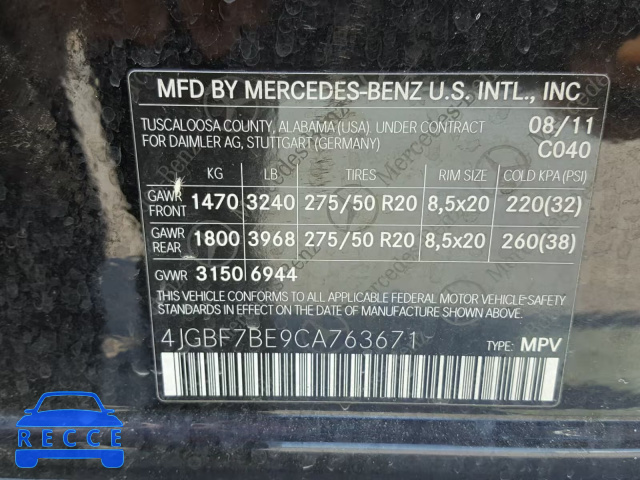 MFD BY MERCEDES-BENZ U.S. INTL., INC
TUSCALOOSA COUNTY, ALABAMA (USA). UNDER CONTRACT 08/11
FOR DAIMLER AG, STUTTGART (GERMANY) C040
KG LB TIRES RIM SIZE COLD KPA (PSI)
GAWR FRONT 1470 3240 275/50 R20 8,5x20 220(32)
GAWR REAR 1800 3968 275/50 R20 8,5x20 260(38)
GVWR 3150 6944
THIS VEHICLE CONFORMS TO ALL APPLICABLE FEDERAL MOTOR VEHICLE SAFETY
STANDARDS IN EFFECT ON THE DATE OF MANUFACTURE SHOWN ABOVE.
4JGBF7BE9CA763671 TYPE: MPV
RECCE